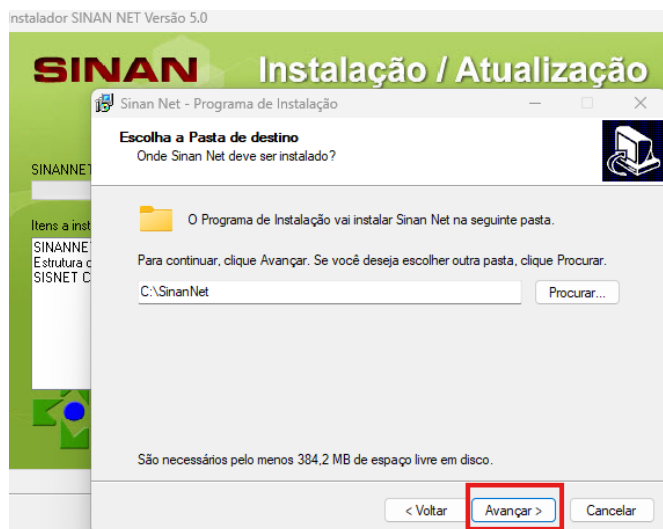 nstalador SINAN NET Versão 5.0
SINAN
Instalação / Atualização
Sinan Net - Programa de Instalação
Escolha a Pasta de destino
Onde Sinan Net deve ser instalado?
SINANNET
O Programa de Instalação vai instalar Sinan Net na seguinte pasta.
Itens a inst
SINANNE
Estrutura d
SISNET C
Para continuar, clique Avançar. Se você deseja escolher outra pasta, clique Procurar.
C:\SinanNet
Procurar...
São necessários pelo menos 384,2 MB de espaço livre em disco.
< Voltar
Avançar >
Cancelar